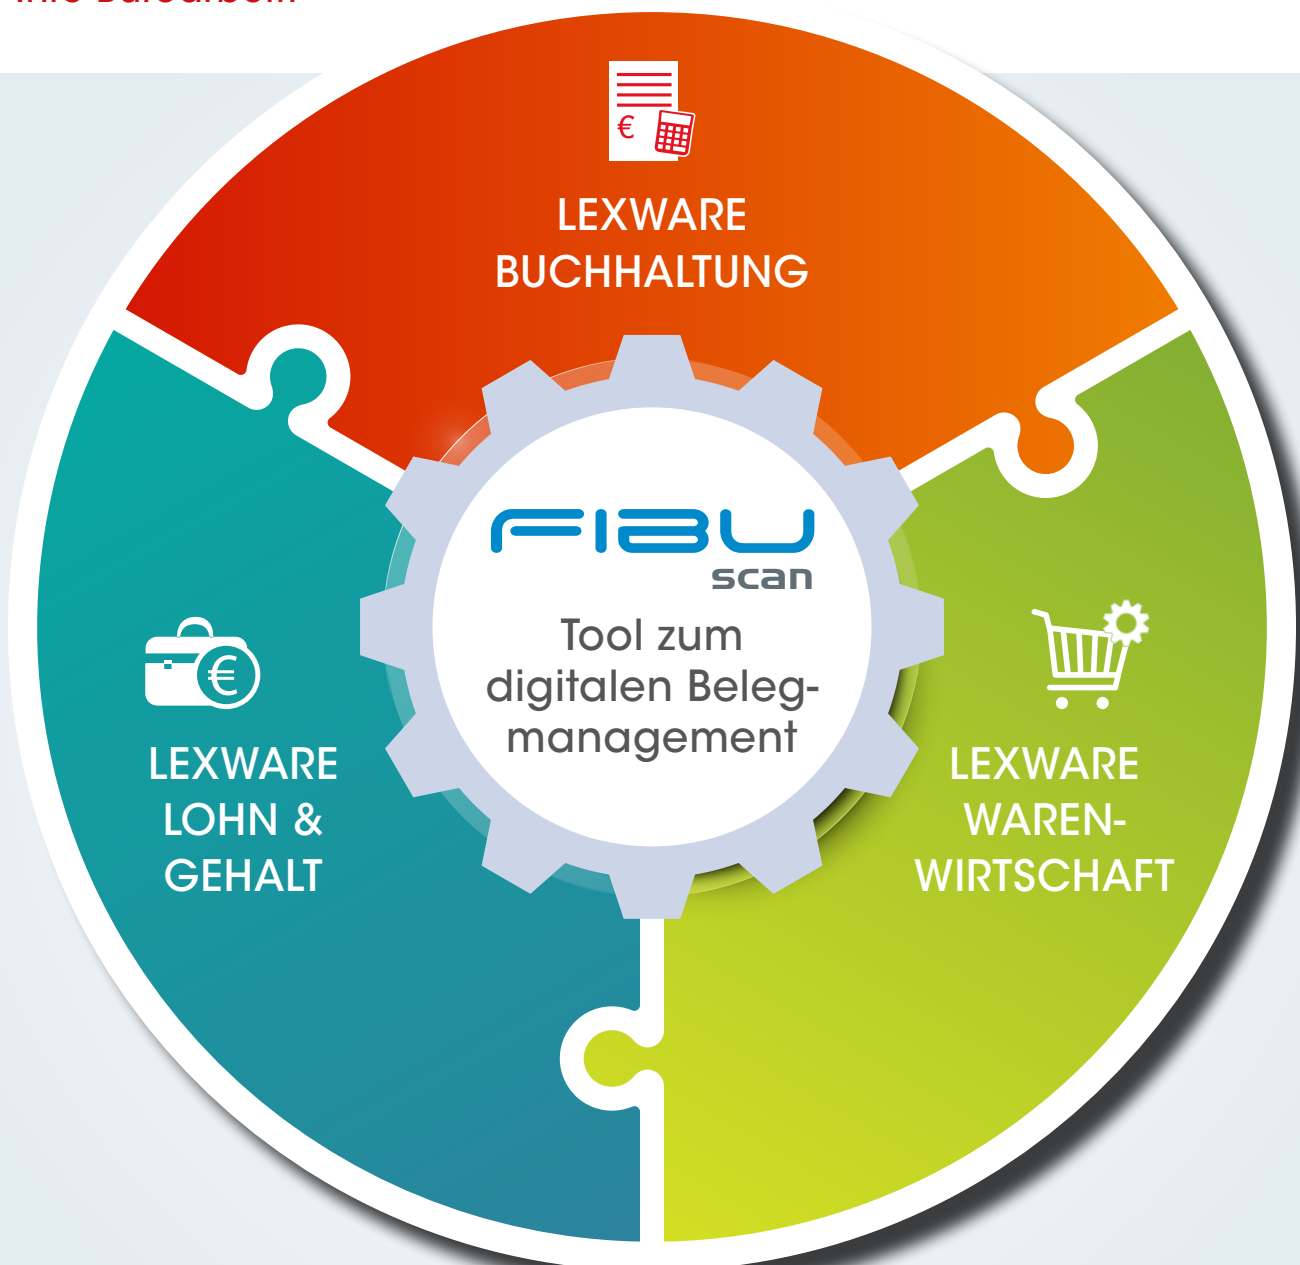 LEXWARE
BUCHHALTUNG
FIBU
scan
Tool zum
digitalen Beleg-
management
LEXWARE
LOHN &
GEHALT
LEXWARE
WAREN-
WIRTSCHAFT